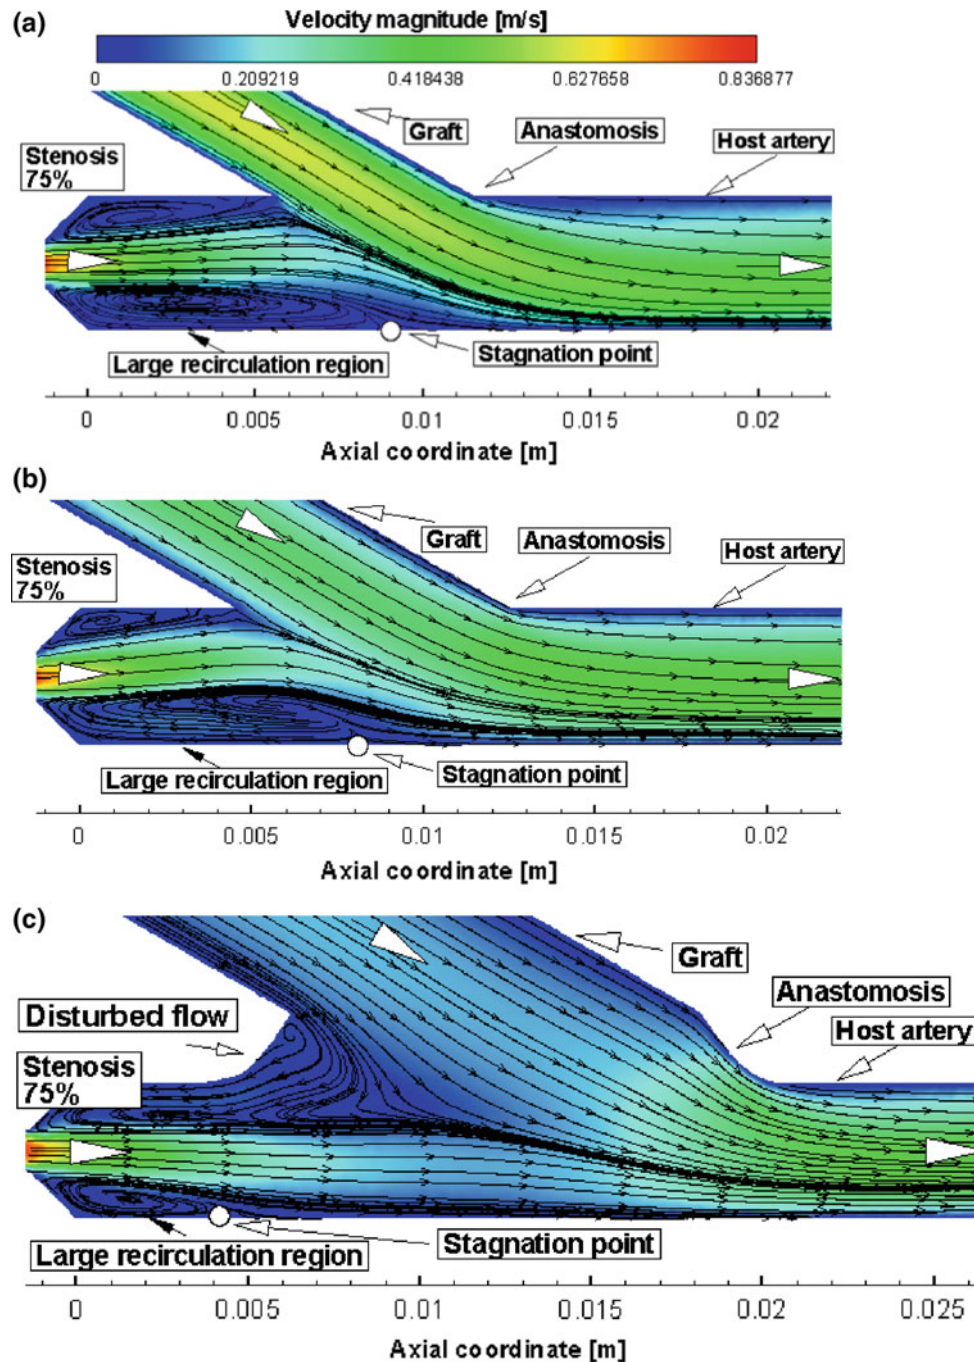 (a)
Velocity magnitude [m/s]
0 0.209219 0.418438 0.627658 0.836877
Graft
Anastomosis
Host artery
Stenosis
75%
Stagnation point
Large recirculation region
0 0.005 0.01 0.015 0.02
Axial coordinate [m]
(b)
Graft
Anastomosis
Host artery
Stenosis
75%
Large recirculation region
Stagnation point
0 0.005 0.01 0.015 0.02
Axial coordinate [m]
(c)
Graft
Anastomosis
Disturbed flow
Host artery
Stenosis
75%
Stagnation point
Large recirculation region
0 0.005 0.01 0.015 0.02 0.025
Axial coordinate [m]